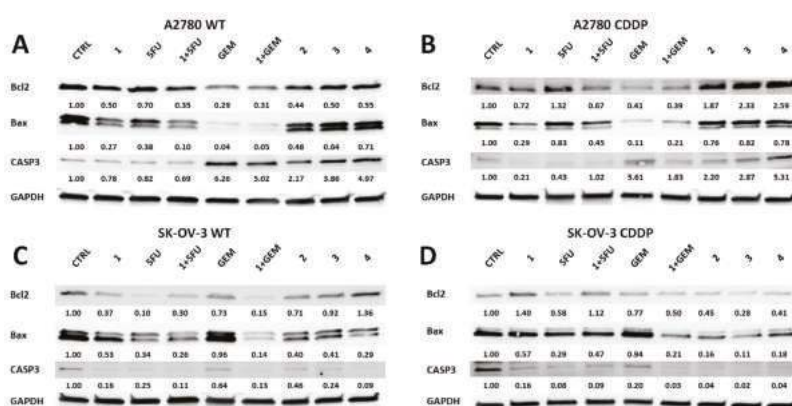 A2780 WT
A
CTRL 1 5FU 1+5FU GEM 1+GEM 2 3 4
Bcl2
1.00 0.50 0.70 0.35 0.29 0.31 0.44 0.50 0.55
Bax
1.00 0.27 0.38 0.10 0.04 0.05 0.48 0.04 0.71
CASP3
1.00 0.78 0.82 0.69 6.26 5.02 2.17 3.86 4.97
GAPDH
A2780 CDDP
B
CTRL 1 5FU 1+5FU GEM 1+GEM 2 3 4
Bcl2
1.00 0.72 1.32 0.67 0.41 0.39 1.87 2.33 2.59
Bax
1.00 0.29 0.83 0.45 0.11 0.21 0.76 0.82 0.78
CASP3
1.00 0.21 0.43 1.02 5.61 1.83 2.20 2.87 5.31
GAPDH
SK-OV-3 WT
C
CTRL 1 5FU 1+5FU GEM 1+GEM 2 3 4
Bcl2
1.00 0.37 0.10 0.30 0.73 0.15 0.71 0.92 1.36
Bax
1.00 0.53 0.34 0.26 0.96 0.14 0.40 0.41 0.29
CASP3
1.00 0.16 0.25 0.11 0.64 0.15 0.46 0.24 0.09
GAPDH
SK-OV-3 CDDP
D
CTRL 1 5FU 1+5FU GEM 1+GEM 2 3 4
Bcl2
1.00 1.40 0.58 1.12 0.77 0.50 0.45 0.28 0.41
Bax
1.00 0.57 0.29 0.47 0.94 0.21 0.16 0.11 0.18
CASP3
1.00 0.16 0.08 0.09 0.20 0.03 0.04 0.02 0.04
GAPDH